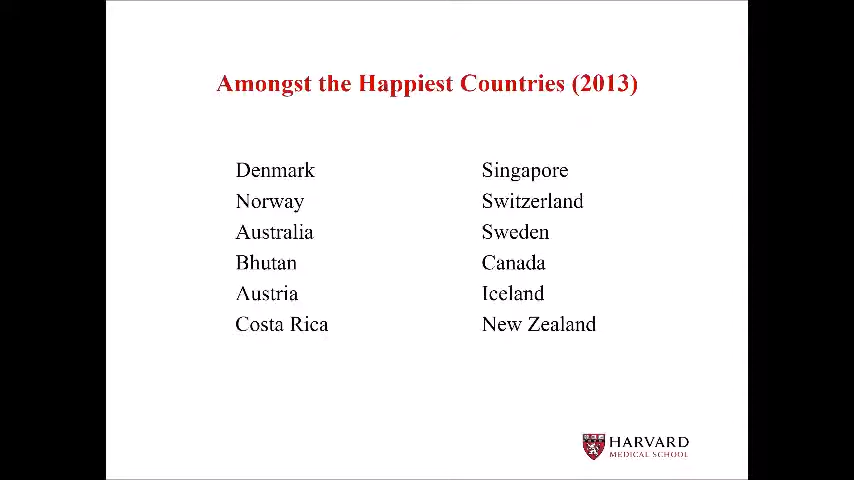 Amongst the Happiest Countries (2013)
Denmark
Norway
Australia
Bhutan
Austria
Costa Rica
Singapore
Switzerland
Sweden
Canada
Iceland
New Zealand
HARVARD
MEDICAL SCHOOL